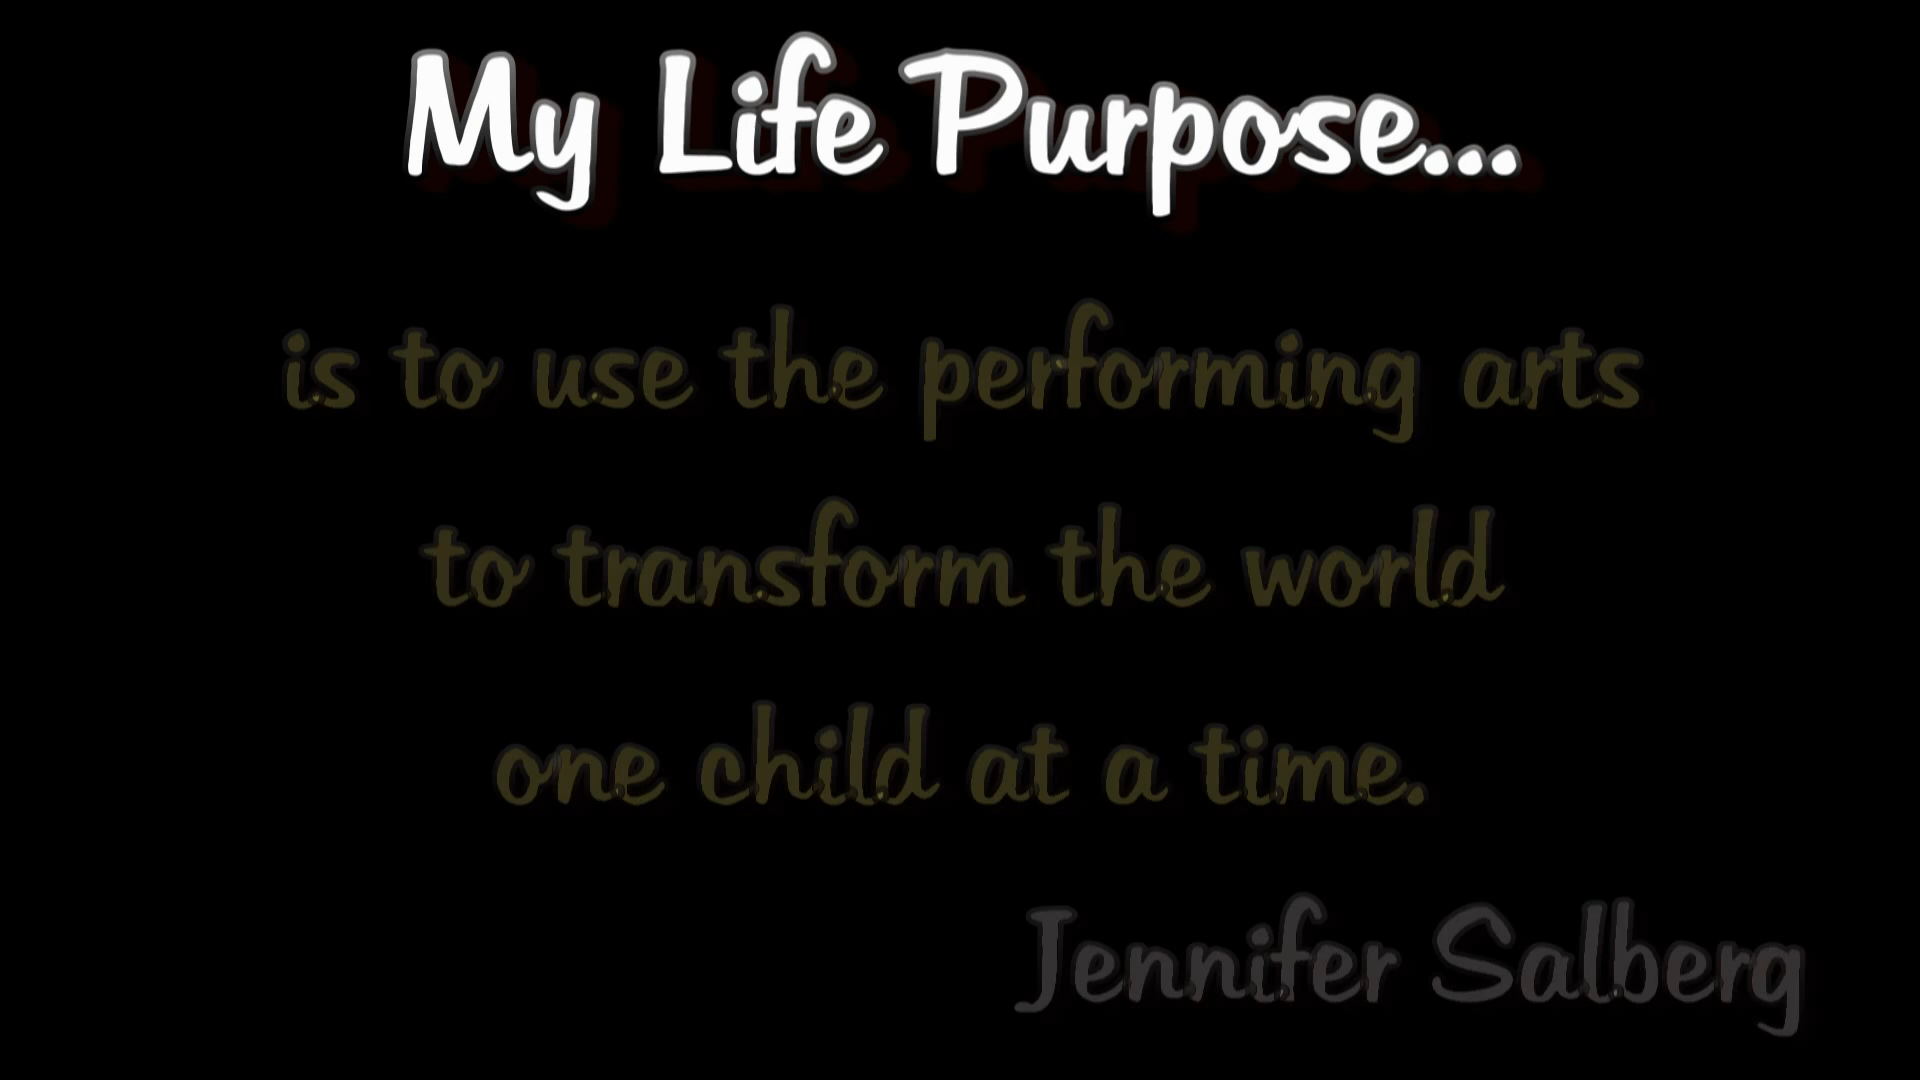 My Life Purpose...
is to use the performing arts
to transform the world
one child at a time.
Jennifer Salberg